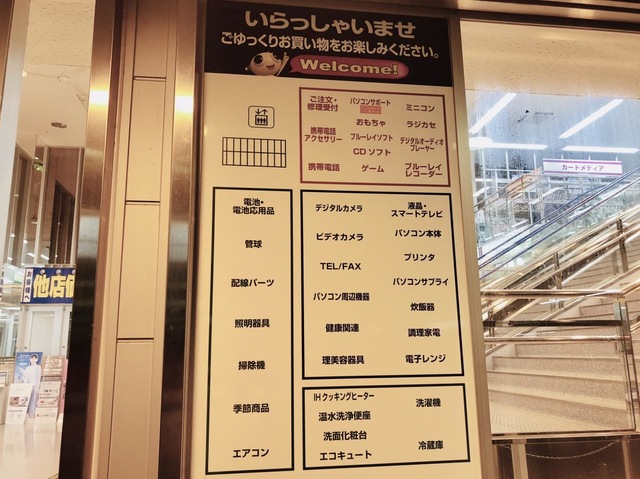 いらっしゃいませ
ごゆっくりお買い物をお楽しみください。
Welcome!
ご注文・
修理受付
パソコンサポート
ミニコン
おもちゃ
ラジカセ
携帯電話
アクセサリー
ブルーレイソフト
CD ソフト
デジタルオーディオ
プレーヤー
携帯電話
ゲーム
ブルーレイ
レコーダー
電池・
電池応用品
管球
配線パーツ
照明器具
掃除機
季節商品
エアコン
デジタルカメラ
液晶・
スマートテレビ
ビデオカメラ
パソコン本体
TEL/FAX
プリンタ
パソコン周辺機器
パソコンサプライ
炊飯器
健康関連
調理家電
理美容器具
電子レンジ
IH クッキングヒーター
洗濯機
温水洗浄便座
洗面化粧台
冷蔵庫
エコキュート
カートメディア
他店価